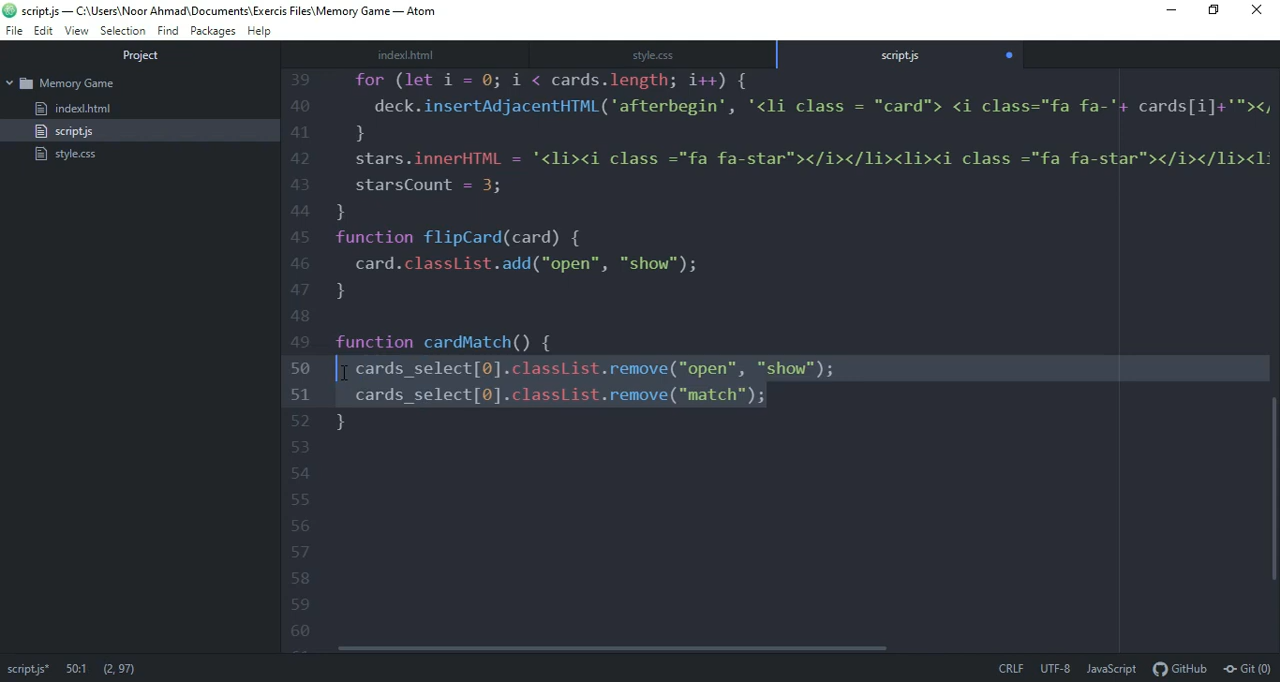 script.js — C:\Users\Noor Ahmad\Documents\Exercis Files\Memory Game — Atom
File Edit View Selection Find Packages Help
Project
Memory Game
indexl.html
script.js
style.css
indexl.html style.css script.js
39 for (let i = 0; i < cards.length; i++) {
40 deck.insertAdjacentHTML('afterbegin', '<li class = "card"> <i class="fa fa-'+ cards[i]+'"></
41 }
42 stars.innerHTML = '<li><i class ="fa fa-star"></i></li><li><i class ="fa fa-star"></i></li><li
43 starsCount = 3;
44 }
45 function flipCard(card) {
46 card.classList.add("open", "show");
47 }
48
49 function cardMatch() {
50 cards_select[0].classList.remove("open", "show");
51 cards_select[0].classList.remove("match");
52 }
53
54
55
56
57
58
59
60
script.js* 50:1 (2, 97) CRLF UTF-8 JavaScript GitHub Git (0)